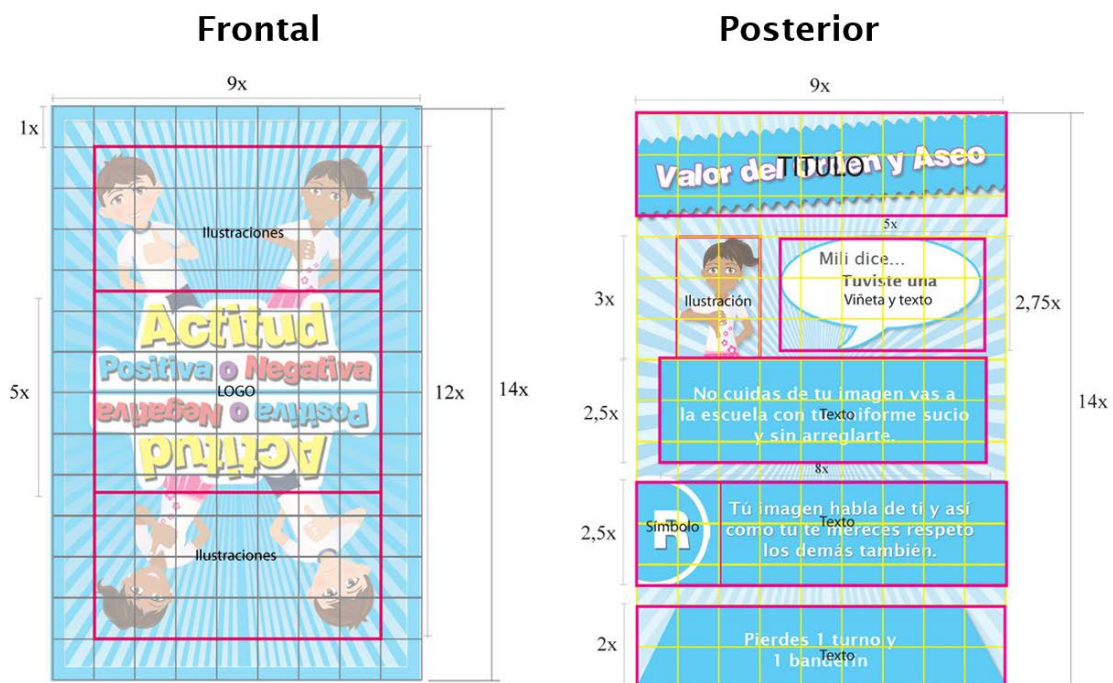 Frontal
Posterior
9x
9x
1x
Ilustraciones
Actitud
Positiva o Negativa
LOGO
Positiva o Negativa
Actitud
Ilustraciones
5x
12x
14x
Valor del Orden y Aseo
TITULO
5x
3x
Ilustración
Mili dice...
Tuviste una
Viñeta y texto
2,75x
No cuidas de tu imagen vas a
la escuela con tu uniforme sucio
y sin arreglarte.
Texto
2,5x
14x
8x
2,5x
Símbolo
R
Tú imagen habla de ti y así
como tu te mereces respeto
los demás también.
Texto
2x
Pierdes 1 turno y
1 banderín
Texto